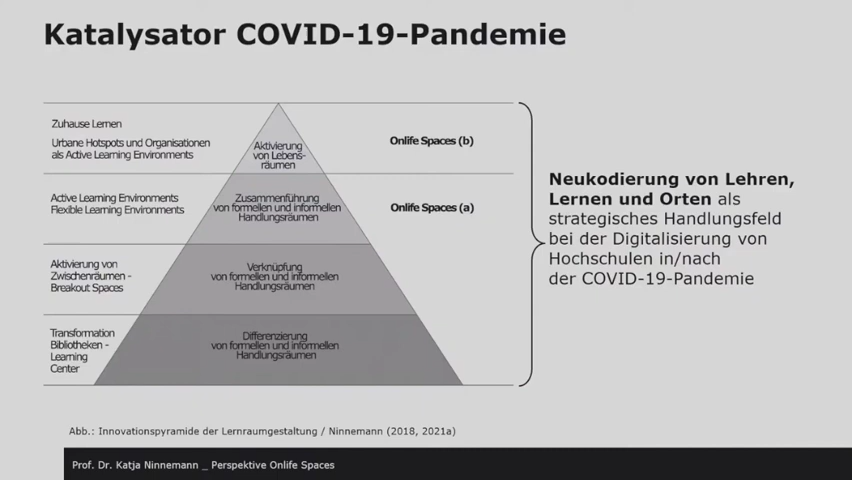 Katalysator COVID-19-Pandemie
Zuhause Lernen
Urbane Hotspots und Organisationen
als Active Learning Environments
Aktivierung
von Lebens-
räumen
Onlife Spaces (b)
Active Learning Environments
Flexible Learning Environments
Zusammenführung
von formellen und informellen
Handlungsräumen
Onlife Spaces (a)
Aktivierung von
Zwischenräumen -
Breakout Spaces
Verknüpfung
von formellen und informellen
Handlungsräumen
Transformation
Bibliotheken -
Learning
Center
Differenzierung
von formellen und informellen
Handlungsräumen
Neukodierung von Lehren,
Lernen und Orten als
strategisches Handlungsfeld
bei der Digitalisierung von
Hochschulen in/nach
der COVID-19-Pandemie
Abb.: Innovationspyramide der Lernraumgestaltung / Ninnemann (2018, 2021a)
Prof. Dr. Katja Ninnemann _ Perspektive Onlife Spaces